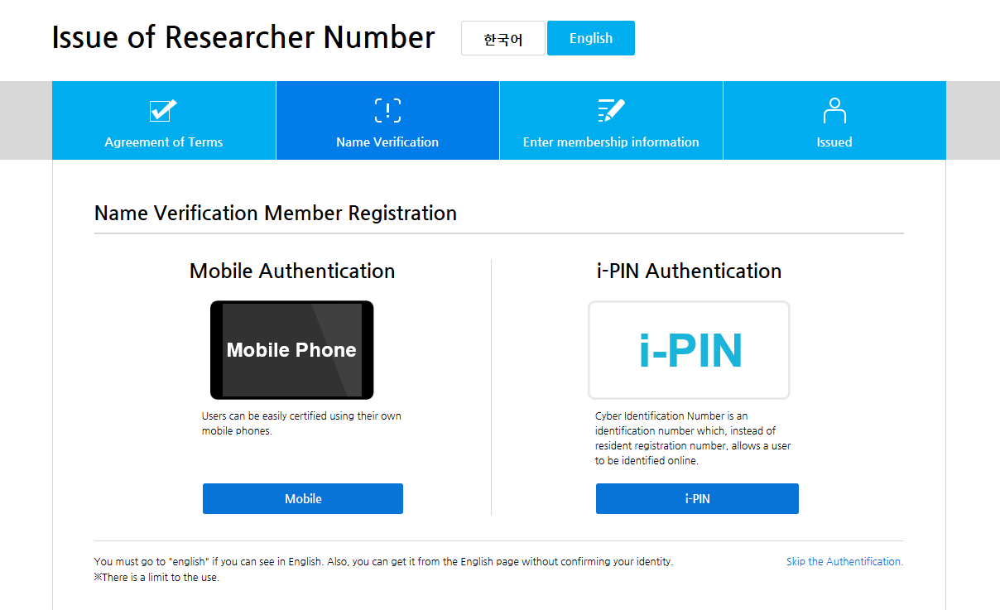 Issue of Researcher Number
한국어
English
Agreement of Terms
Name Verification
Enter membership information
Issued
Name Verification Member Registration
Mobile Authentication
Mobile Phone
Users can be easily certified using their own
mobile phones.
Mobile
i-PIN Authentication
i-PIN
Cyber Identification Number is an
identification number which, instead of
resident registration number, allows a user
to be identified online.
i-PIN
You must go to "english" if you can see in English. Also, you can get it from the English page without confirming your identity.
※There is a limit to the use.
Skip the Authentification.